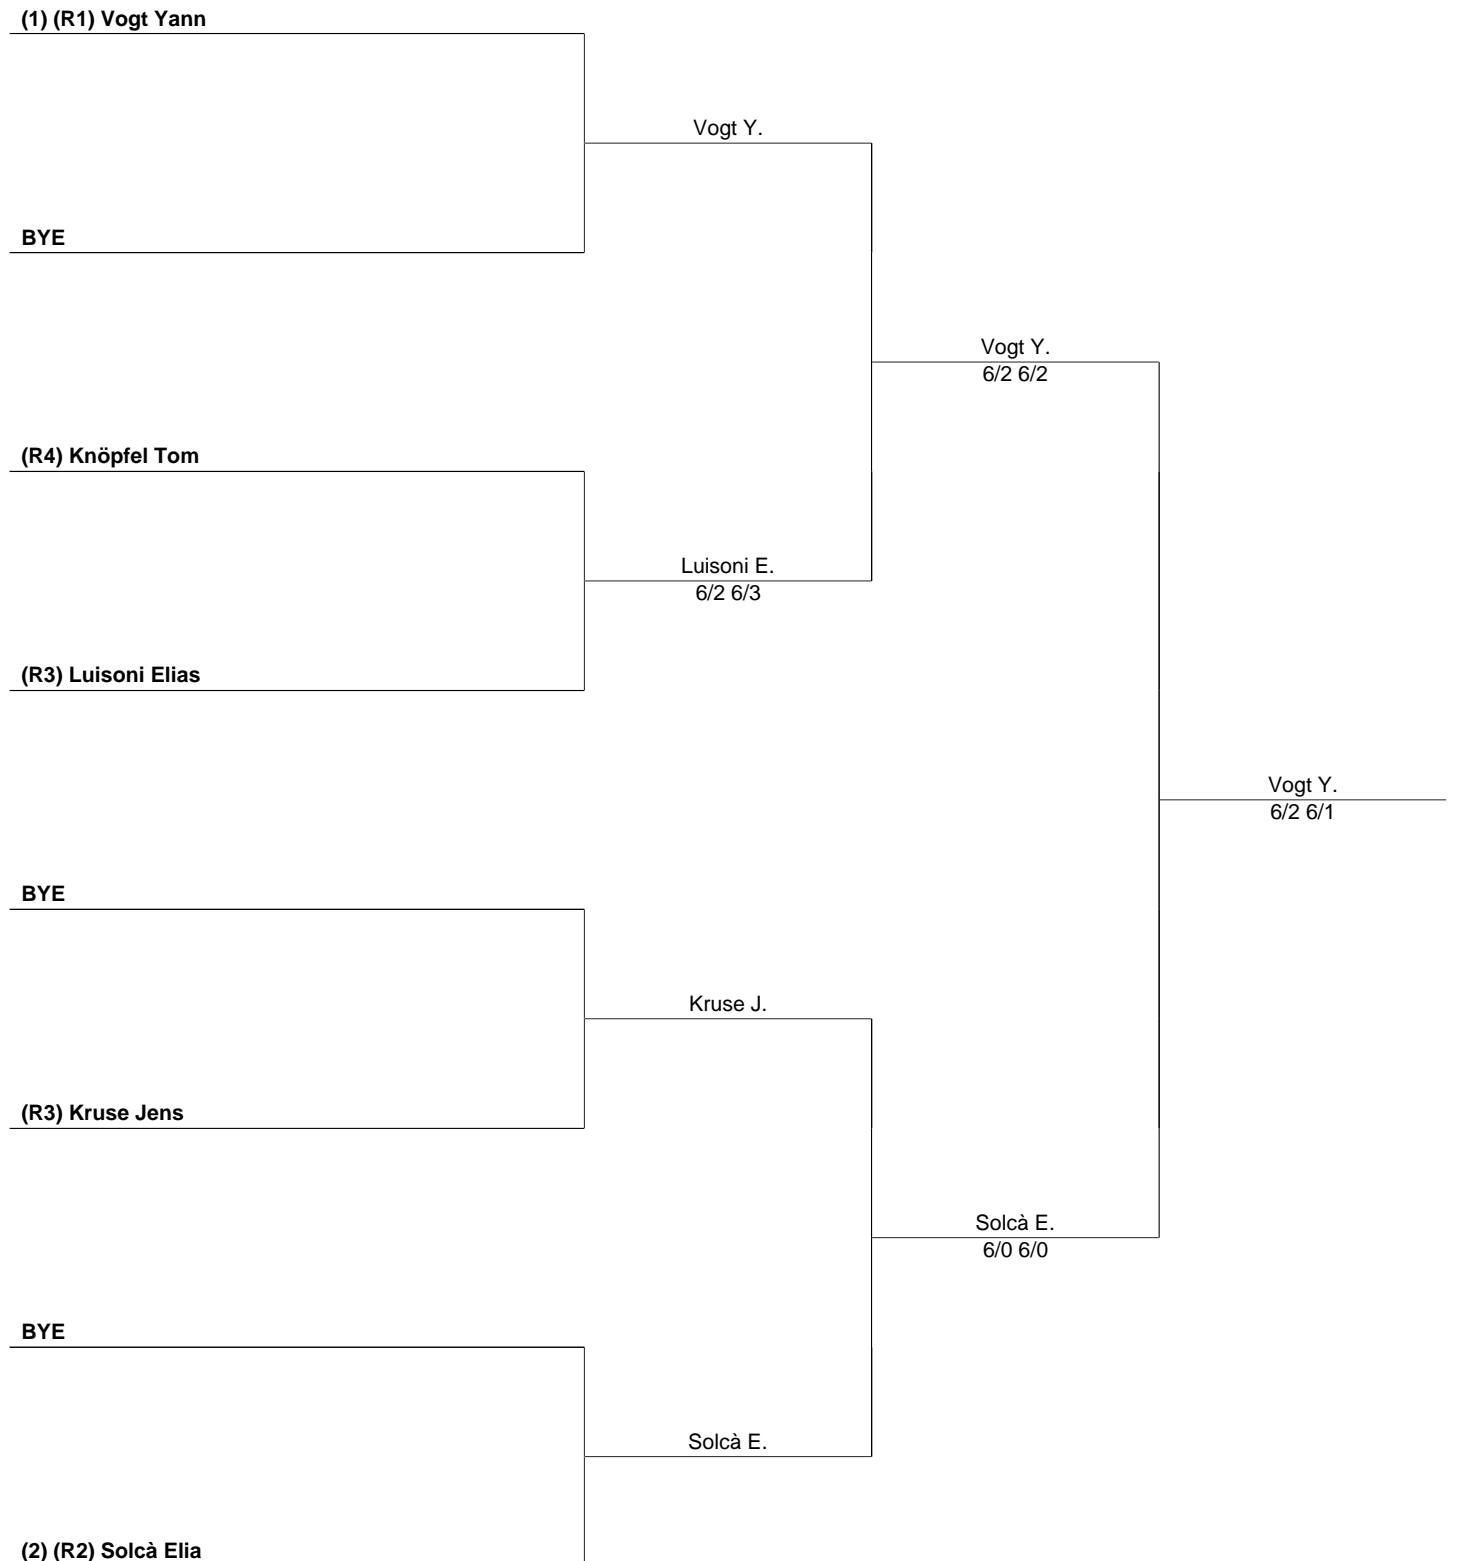 (1) (R1) Vogt Yann
Vogt Y.
BYE
Vogt Y.
6/2 6/2
(R4) Knöpfel Tom
Luisoni E.
6/2 6/3
(R3) Luisoni Elias
Vogt Y.
6/2 6/1
BYE
Kruse J.
(R3) Kruse Jens
Solcà E.
6/0 6/0
BYE
Solcà E.
(2) (R2) Solcà Elia